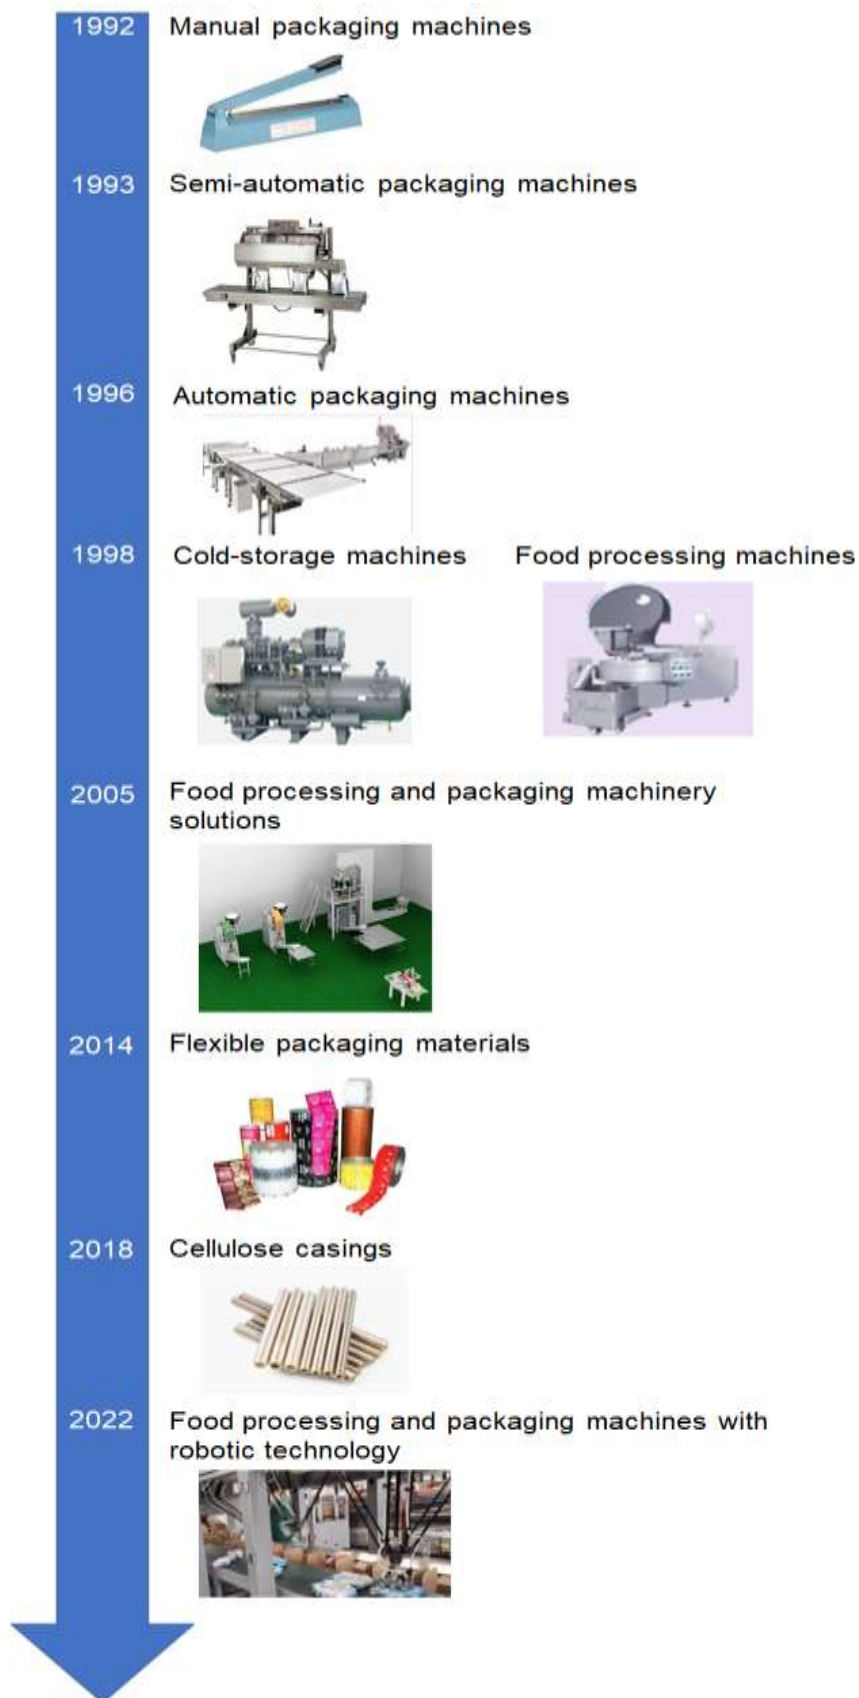 1992 Manual packaging machines
1993 Semi-automatic packaging machines
1996 Automatic packaging machines
1998 Cold-storage machines Food processing machines
2005 Food processing and packaging machinery
solutions
2014 Flexible packaging materials
2018 Cellulose casings
2022 Food processing and packaging machines with
robotic technology